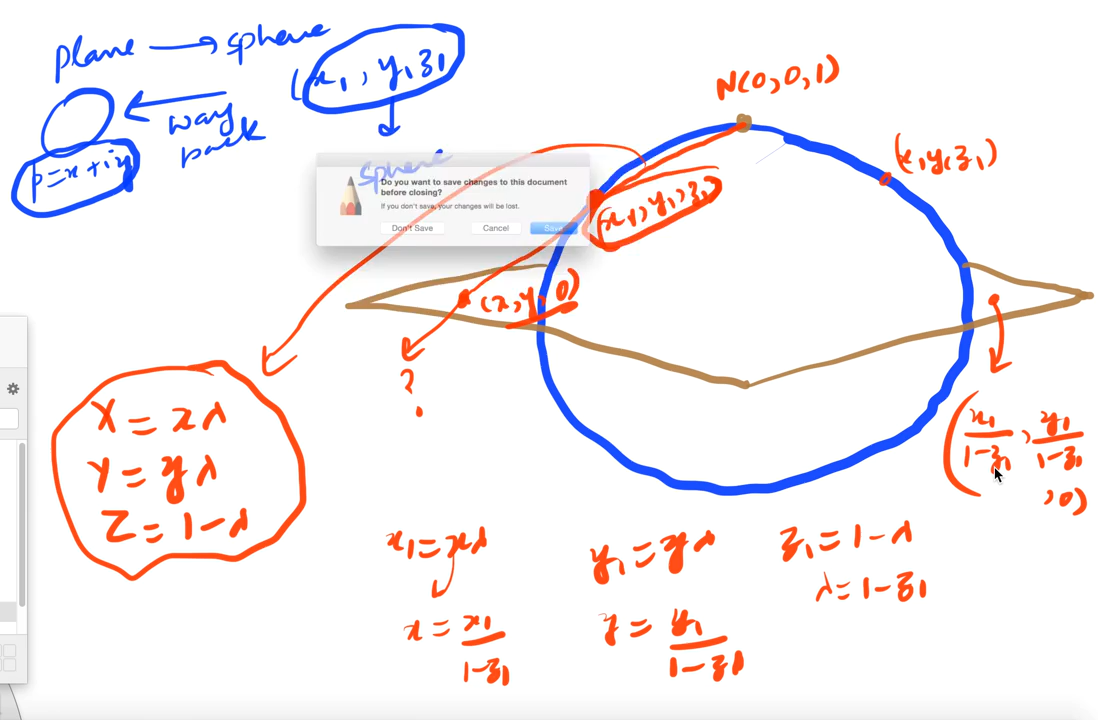 plane → sphere
(x₁, y₁, z₁)
way back
p = x + iy
sphere
N(0,0,1)
(x₁, y₁, z₁)
Do you want to save changes to this document
before closing?
If you don't save, your changes will be lost.
Don't Save Cancel Save
(x₁, y₁, z₁)
(x, y, 0)
?
X = xλ
Y = yλ
Z = 1 - λ
(x₁/(1-z₁), y₁/(1-z₁)
, 0)
x₁ = xλ y₁ = yλ z₁ = 1 - λ
λ = 1 - z₁
x = x₁/(1-z₁) y = y₁/(1-z₁)